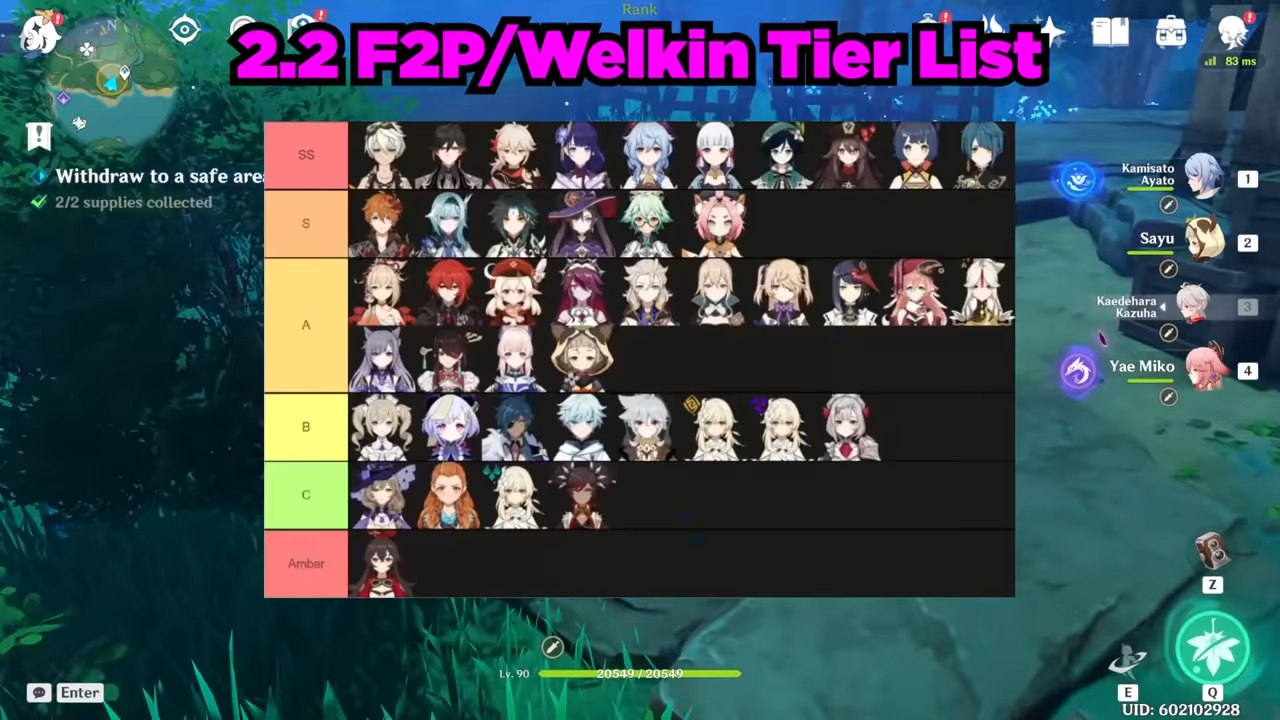 Rank
2.2 F2P/Welkin Tier List
83 ms
Withdraw to a safe area
2/2 supplies collected
SS
S
A
B
C
Amber
Kamisato
Ayato
1
Sayu
2
Kaedehara
Kazuha
3
Yae Miko
4
Z
E
Q
Lv. 90
20549 / 20549
Enter
UID: 602102928